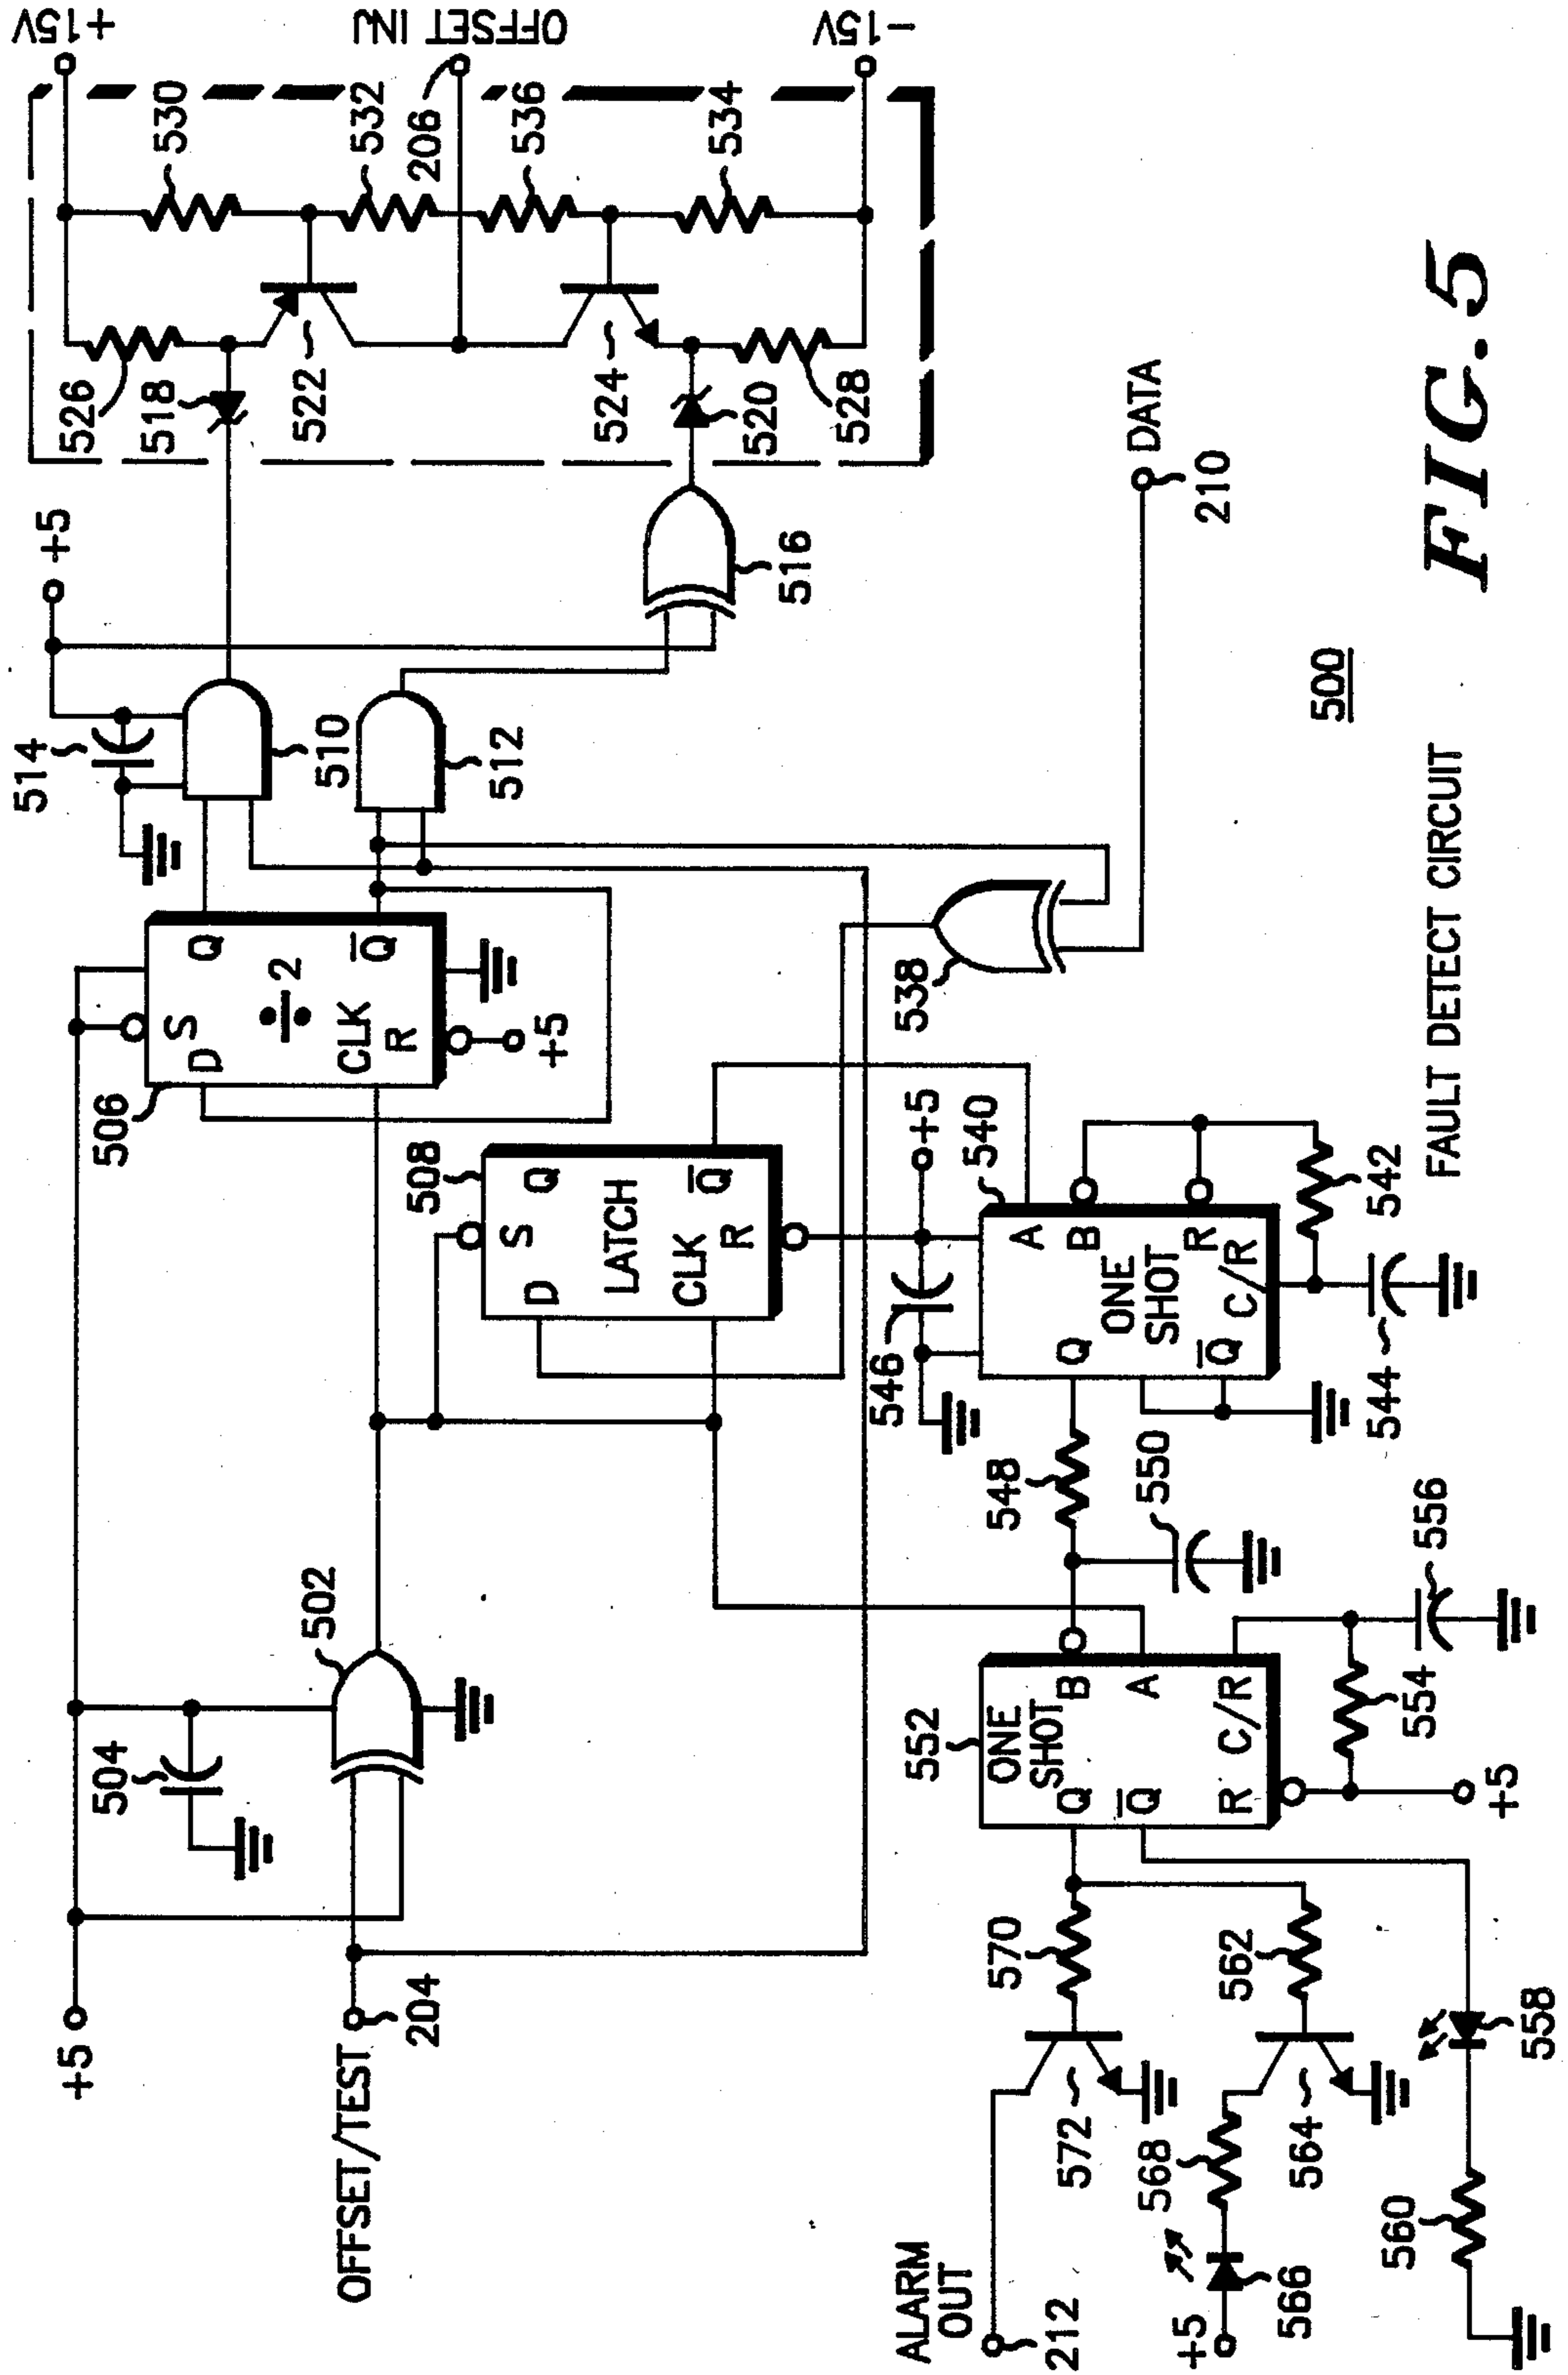 +5
OFFSET/TEST
204
504
502
506
S
D
÷2
Q
Q̅
CLK
R
+5
508
S
D
Q
LATCH
Q̅
CLK
R
514
510
512
+5
516
526
518
522
524
520
528
530
532
206
536
534
+15V
OFFSET INJ
-15V
538
DATA
210
540
+5
546
A
B
ONE
SHOT
Q
Q̅
R
C/R
542
544
548
550
552
ONE
SHOT
B
A
Q
Q̅
R
C/R
554
556
+5
570
562
572
564
568
566
+5
558
560
ALARM
OUT
212
500
FAULT DETECT CIRCUIT
FIG. 5